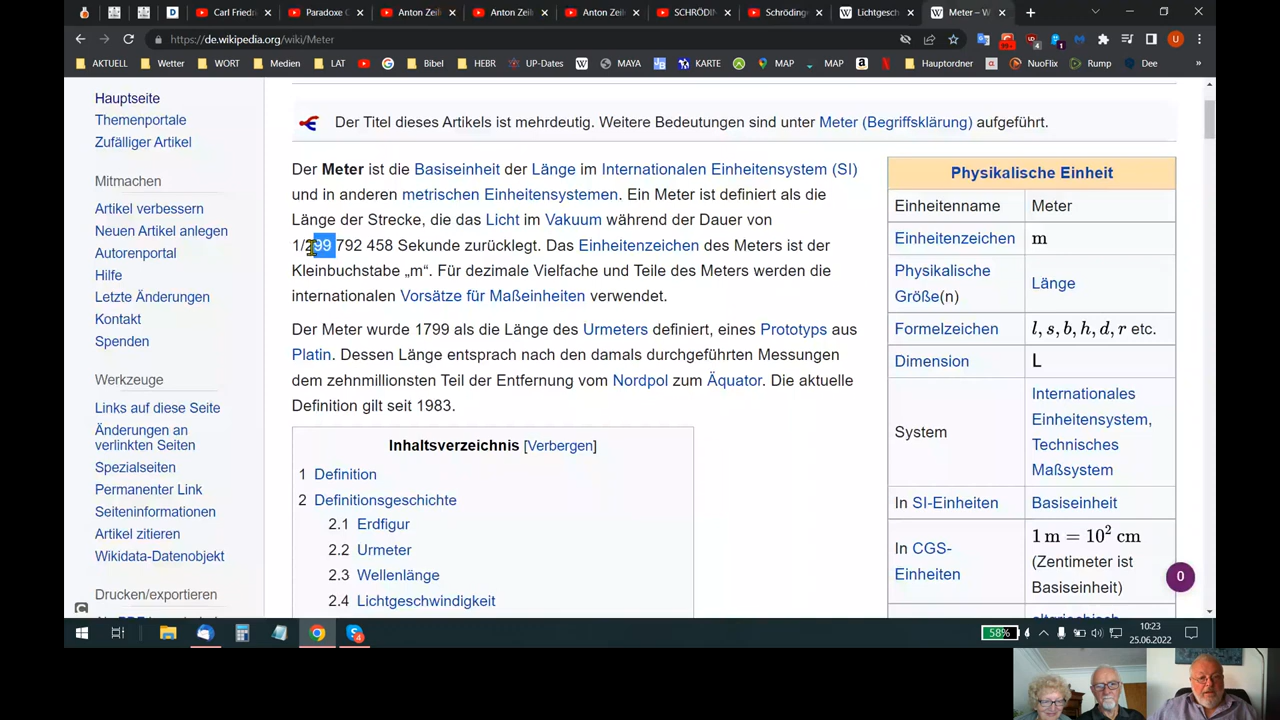 Carl Friedri
Paradoxe
Anton Zeil
Anton Zeil
Anton Zeil
SCHRÖDIN
Schröding
Lichtgesch
Meter – W
https://de.wikipedia.org/wiki/Meter
AKTUELL
Wetter
WORT
Medien
LAT
Bibel
HEBR
UP-Dates
MAYA
KARTE
MAP
MAP
Hauptordner
NuoFlix
Rump
Dee
»
Hauptseite
Themenportale
Zufälliger Artikel
Mitmachen
Artikel verbessern
Neuen Artikel anlegen
Autorenportal
Hilfe
Letzte Änderungen
Kontakt
Spenden
Werkzeuge
Links auf diese Seite
Änderungen an
verlinkten Seiten
Spezialseiten
Permanenter Link
Seiteninformationen
Artikel zitieren
Wikidata-Datenobjekt
Drucken/exportieren
Der Titel dieses Artikels ist mehrdeutig. Weitere Bedeutungen sind unter Meter (Begriffsklärung) aufgeführt.
Der Meter ist die Basiseinheit der Länge im Internationalen Einheitensystem (SI)
und in anderen metrischen Einheitensystemen. Ein Meter ist definiert als die
Länge der Strecke, die das Licht im Vakuum während der Dauer von
1/299 792 458 Sekunde zurücklegt. Das Einheitenzeichen des Meters ist der
Kleinbuchstabe „m“. Für dezimale Vielfache und Teile des Meters werden die
internationalen Vorsätze für Maßeinheiten verwendet.
Der Meter wurde 1799 als die Länge des Urmeters definiert, eines Prototyps aus
Platin. Dessen Länge entsprach nach den damals durchgeführten Messungen
dem zehnmillionsten Teil der Entfernung vom Nordpol zum Äquator. Die aktuelle
Definition gilt seit 1983.
Inhaltsverzeichnis [Verbergen]
1 Definition
2 Definitionsgeschichte
2.1 Erdfigur
2.2 Urmeter
2.3 Wellenlänge
2.4 Lichtgeschwindigkeit
Physikalische Einheit
Einheitenname Meter
Einheitenzeichen m
Physikalische
Größe(n) Länge
Formelzeichen l, s, b, h, d, r etc.
Dimension L
System Internationales
Einheitensystem,
Technisches
Maßsystem
In SI-Einheiten Basiseinheit
In CGS-
Einheiten 1 m = 10² cm
(Zentimeter ist
Basiseinheit)
altgriechisch
0
58%
10:23
25.06.2022